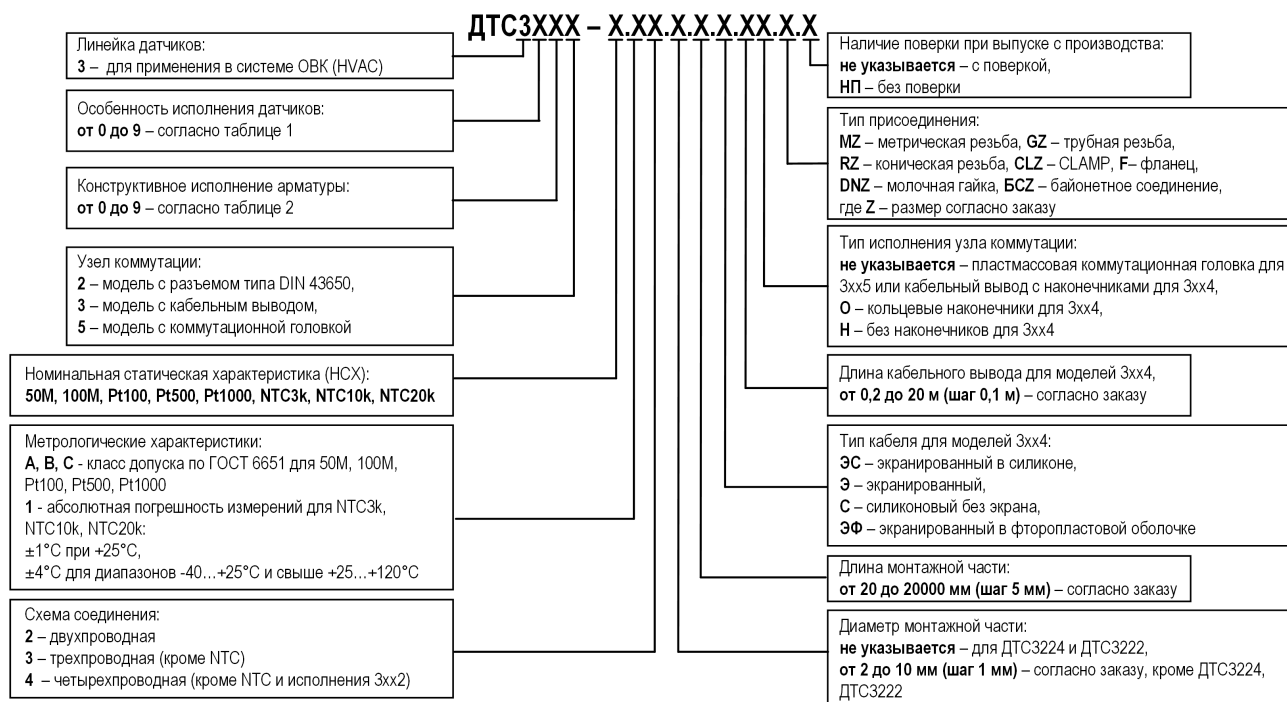 ДТС3ХХХ – Х.ХХ.Х.Х.Х.ХХ.Х.Х
Линейка датчиков:
3 – для применения в системе ОВК (HVAC)
Особенность исполнения датчиков:
от 0 до 9 – согласно таблице 1
Конструктивное исполнение арматуры:
от 0 до 9 – согласно таблице 2
Узел коммутации:
2 – модель с разъемом типа DIN 43650,
3 – модель с кабельным выводом,
5 – модель с коммутационной головкой
Номинальная статическая характеристика (НСХ):
50М, 100М, Pt100, Pt500, Pt1000, NTC3k, NTC10k, NTC20k
Метрологические характеристики:
А, В, С - класс допуска по ГОСТ 6651 для 50М, 100М,
Pt100, Pt500, Pt1000
1 - абсолютная погрешность измерений для NTC3k,
NTC10k, NTC20k:
±1°C при +25°C,
±4°C для диапазонов -40…+25°C и свыше +25…+120°C
Схема соединения:
2 – двухпроводная
3 – трехпроводная (кроме NTC)
4 – четырехпроводная (кроме NTC и исполнения 3хх2)
Наличие поверки при выпуске с производства:
не указывается – с поверкой,
НП – без поверки
Тип присоединения:
MZ – метрическая резьба, GZ – трубная резьба,
RZ – коническая резьба, CLZ – CLAMP, F– фланец,
DNZ – молочная гайка, БCZ – байонетное соединение,
где Z – размер согласно заказу
Тип исполнения узла коммутации:
не указывается – пластмассовая коммутационная головка для
3хх5 или кабельный вывод с наконечниками для 3хх4,
О – кольцевые наконечники для 3хх4,
Н – без наконечников для 3хх4
Длина кабельного вывода для моделей 3хх4,
от 0,2 до 20 м (шаг 0,1 м) – согласно заказу
Тип кабеля для моделей 3хх4:
ЭС – экранированный в силиконе,
Э – экранированный,
С – силиконовый без экрана,
ЭФ – экранированный в фторопластовой оболочке
Длина монтажной части:
от 20 до 20000 мм (шаг 5 мм) – согласно заказу
Диаметр монтажной части:
не указывается – для ДТС3224 и ДТС3222,
от 2 до 10 мм (шаг 1 мм) – согласно заказу, кроме ДТС3224,
ДТС3222